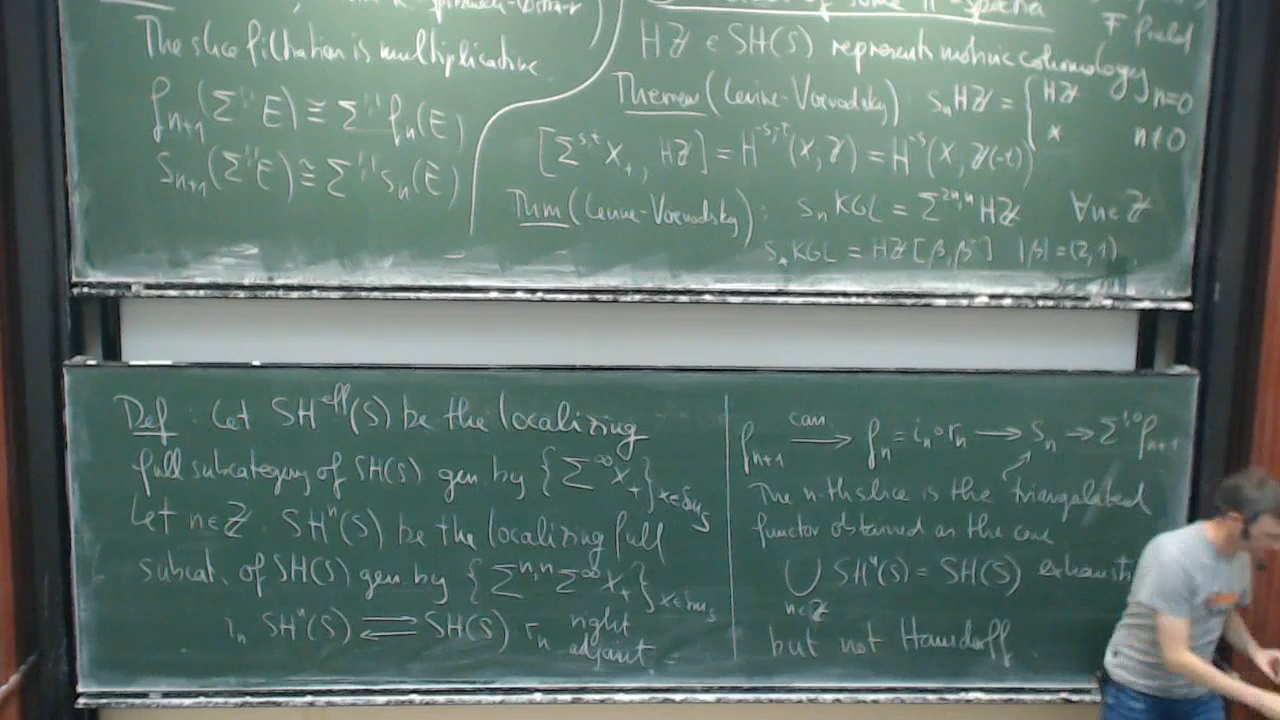 The slice filtration is multiplicative.
f_{n+1}(Σ^{1,1}E) ≅ Σ^{1,1} f_n(E)
s_{n+1}(Σ^{1,1}E) ≅ Σ^{1,1} s_n(E)
of some
F field
HZ ∈ SH(S) represents motivic cohomology
Theorem (Levine-Voevodsky): s_n HZ = { HZ n=0
* n≠0
[Σ^{s,t} X_+, HZ] = H^{-s,-t}(X, Z) = H^{-s}(X, Z(-t))
Thm (Levine-Voevodsky): s_n KGL = Σ^{2n,n} HZ ∀n∈Z
s_* KGL = HZ[β, β^{-1}] |β| = (2,1)
Def: Let SH^{eff}(S) be the localizing
full subcategory of SH(S) gen by {Σ^∞ X_+}_{X∈Sm_S}
Let n∈Z. SH^n(S) be the localizing full
subcat. of SH(S) gen by {Σ^{n,n} Σ^∞ X_+}_{X∈Sm_S}
i_n SH^n(S) ⇄ SH(S) r_n right
adjoint
can
f_{n+1} → f_n = i_n ∘ r_n → s_n → Σ^{1,0} f_{n+1}
The n-th slice is the triangulated
functor obtained as the cone
⋃_{n∈Z} SH^n(S) = SH(S)
but not Hausdorff